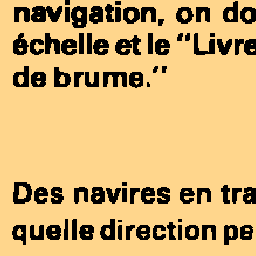 navigation, on do
échelle et le “Livre
de brume.”
Des navires en tra
quelle direction pe